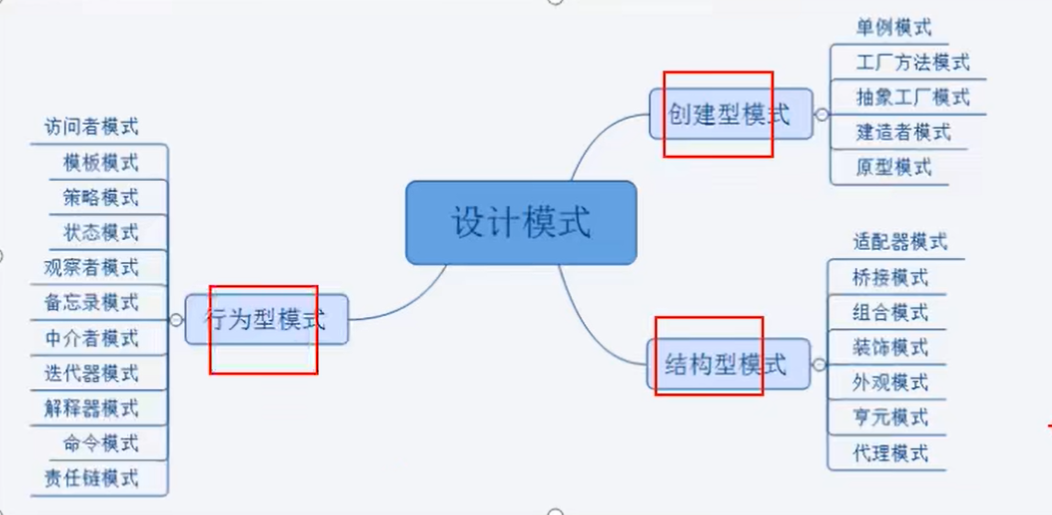 设计模式
创建型模式
单例模式
工厂方法模式
抽象工厂模式
建造者模式
原型模式
结构型模式
适配器模式
桥接模式
组合模式
装饰模式
外观模式
亨元模式
代理模式
行为型模式
访问者模式
模板模式
策略模式
状态模式
观察者模式
备忘录模式
中介者模式
迭代器模式
解释器模式
命令模式
责任链模式